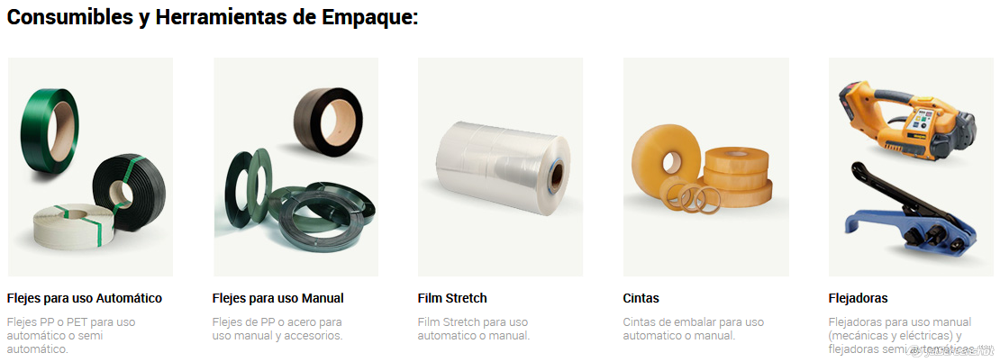 Consumibles y Herramientas de Empaque:
Flejes para uso Automático
Flejes PP o PET para uso
automático o semi
automático.
Flejes para uso Manual
Flejes de PP o acero para
uso manual y accesorios.
Film Stretch
Film Stretch para uso
automatico o manual.
Cintas
Cintas de embalar para uso
automatico o manual.
Flejadoras
Flejadoras para uso manual
(mecánicas y eléctricas) y
flejadoras semi automáticas.